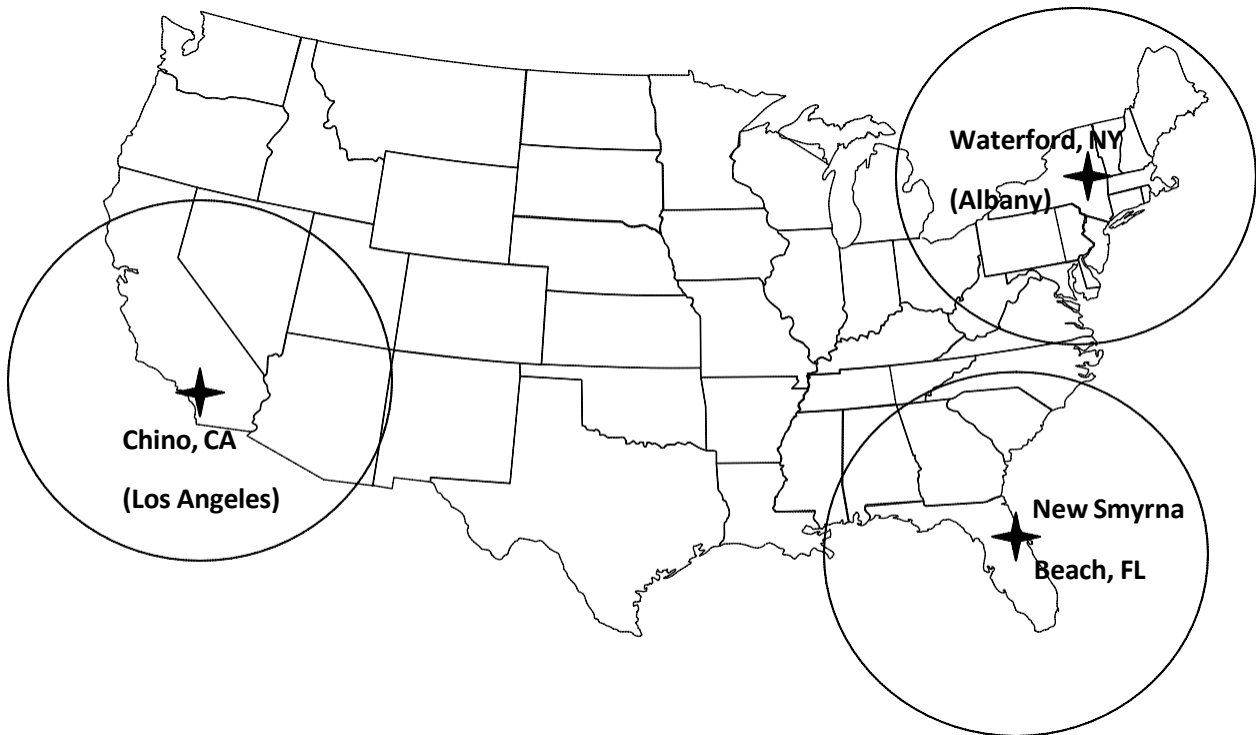 Waterford, NY
(Albany)
Chino, CA
(Los Angeles)
New Smyrna
Beach, FL